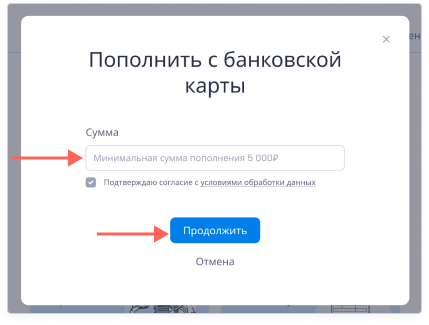 Пополнить с банковской
карты
Сумма
Минимальная сумма пополнения 5 000₽
Подтверждаю согласие с условиями обработки данных
Продолжить
Отмена